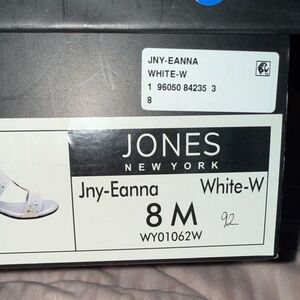 JNY-EANNA
WHITE-W
1 96050 84235 3
8
JONES
NEW YORK
Jny-Eanna White-W
8 M 92
WY01062W